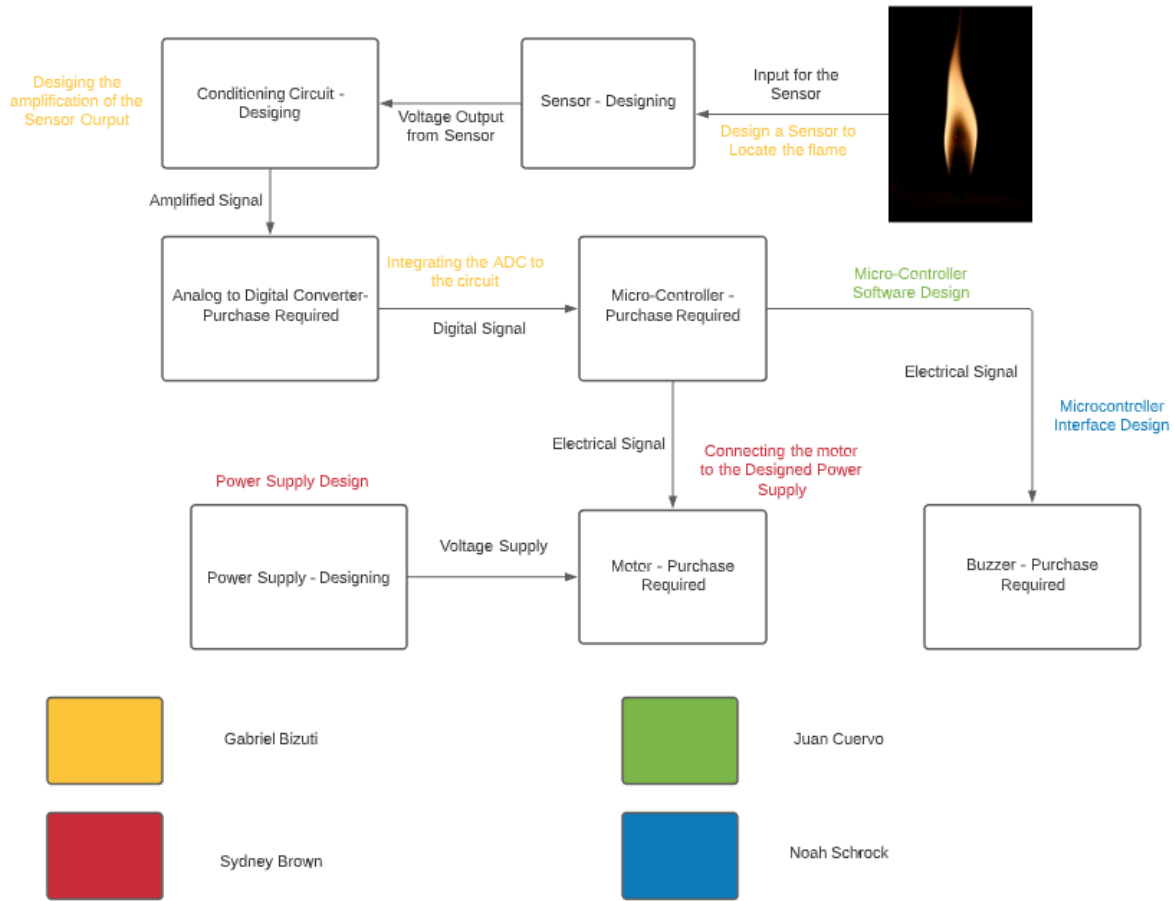 Desiging the
amplification of the
Sensor Ourput
Conditioning Circuit -
Desiging
Voltage Output
from Sensor
Sensor - Designing
Input for the
Sensor
Design a Sensor to
Locate the flame
Amplified Signal
Analog to Digital Converter-
Purchase Required
Integrating the ADC to
the circuit
Digital Signal
Micro-Controller -
Purchase Required
Micro-Controller
Software Design
Electrical Signal
Microcontroller
Interface Design
Electrical Signal
Connecting the motor
to the Designed Power
Supply
Power Supply Design
Power Supply - Designing
Voltage Supply
Motor - Purchase
Required
Buzzer - Purchase
Required
Gabriel Bizuti
Juan Cuervo
Sydney Brown
Noah Schrock